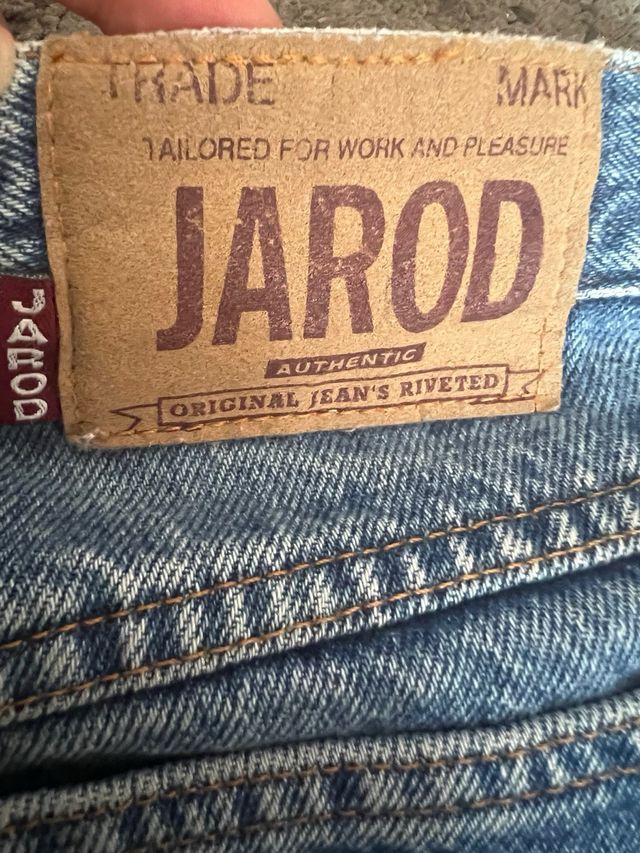 TRADE MARK
TAILORED FOR WORK AND PLEASURE
JAROD
AUTHENTIC
ORIGINAL JEAN'S RIVETED
JAROD